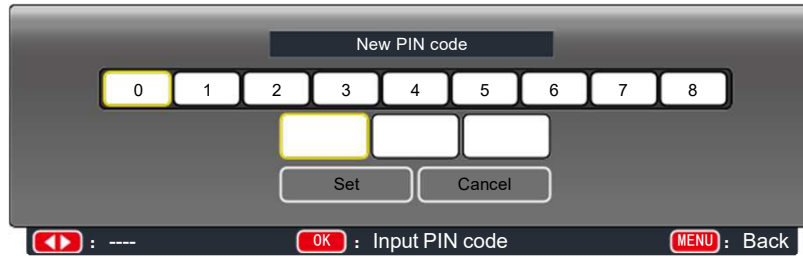 New PIN code
0 1 2 3 4 5 6 7 8
Set Cancel
: ---- OK : Input PIN code MENU : Back